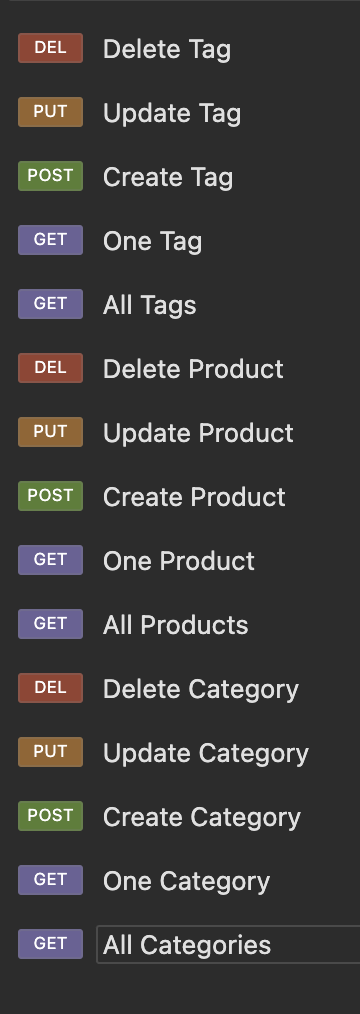 DEL Delete Tag
PUT Update Tag
POST Create Tag
GET One Tag
GET All Tags
DEL Delete Product
PUT Update Product
POST Create Product
GET One Product
GET All Products
DEL Delete Category
PUT Update Category
POST Create Category
GET One Category
GET All Categories